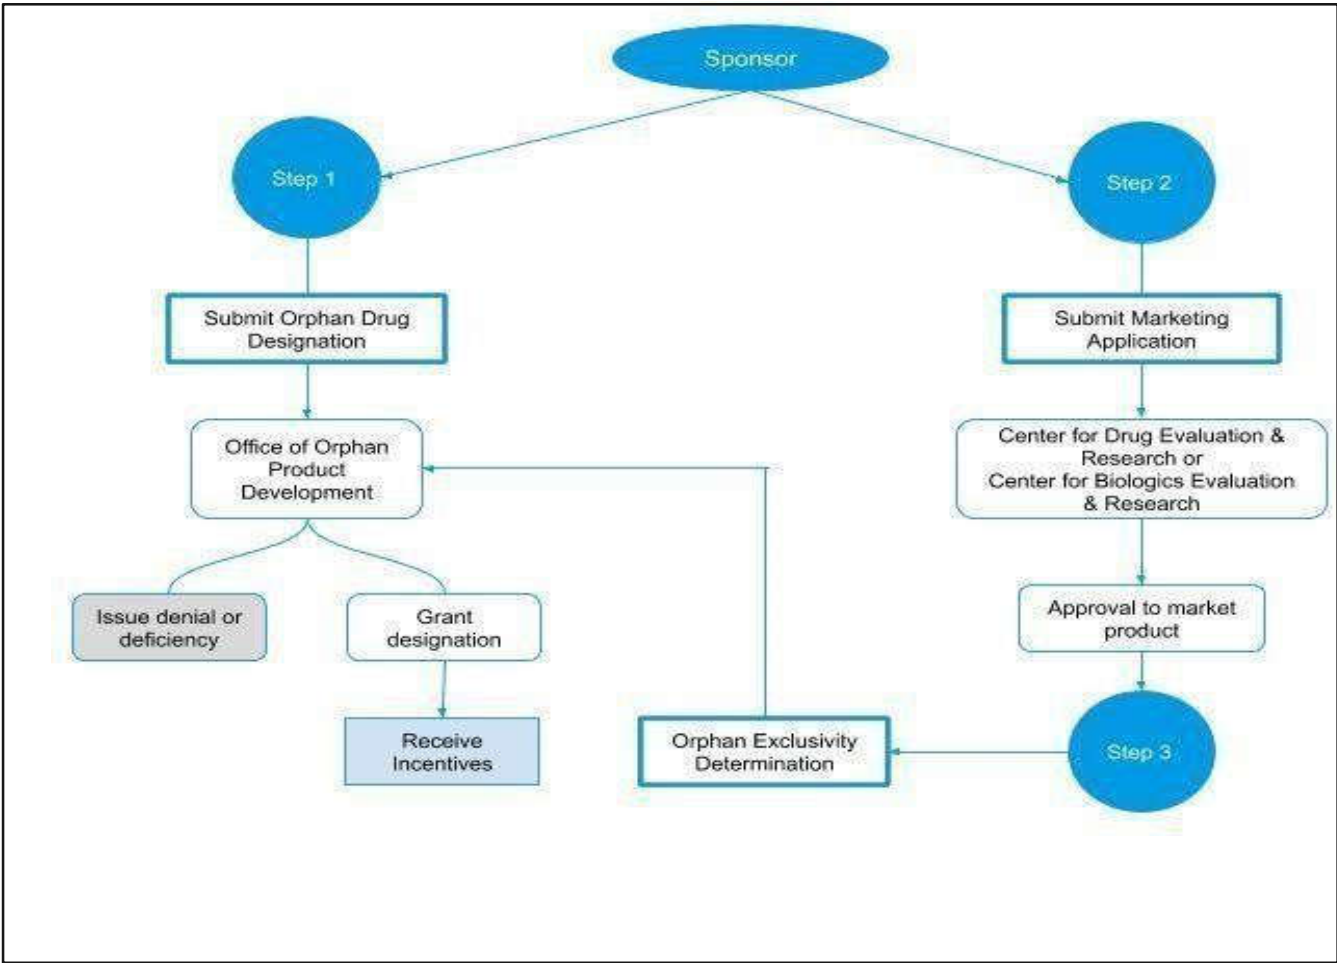 Sponsor
Step 1
Step 2
Submit Orphan Drug
Designation
Submit Marketing
Application
Office of Orphan
Product
Development
Center for Drug Evaluation &
Research or
Center for Biologics Evaluation
& Research
Issue denial or
deficiency
Grant
designation
Approval to market
product
Receive
Incentives
Orphan Exclusivity
Determination
Step 3